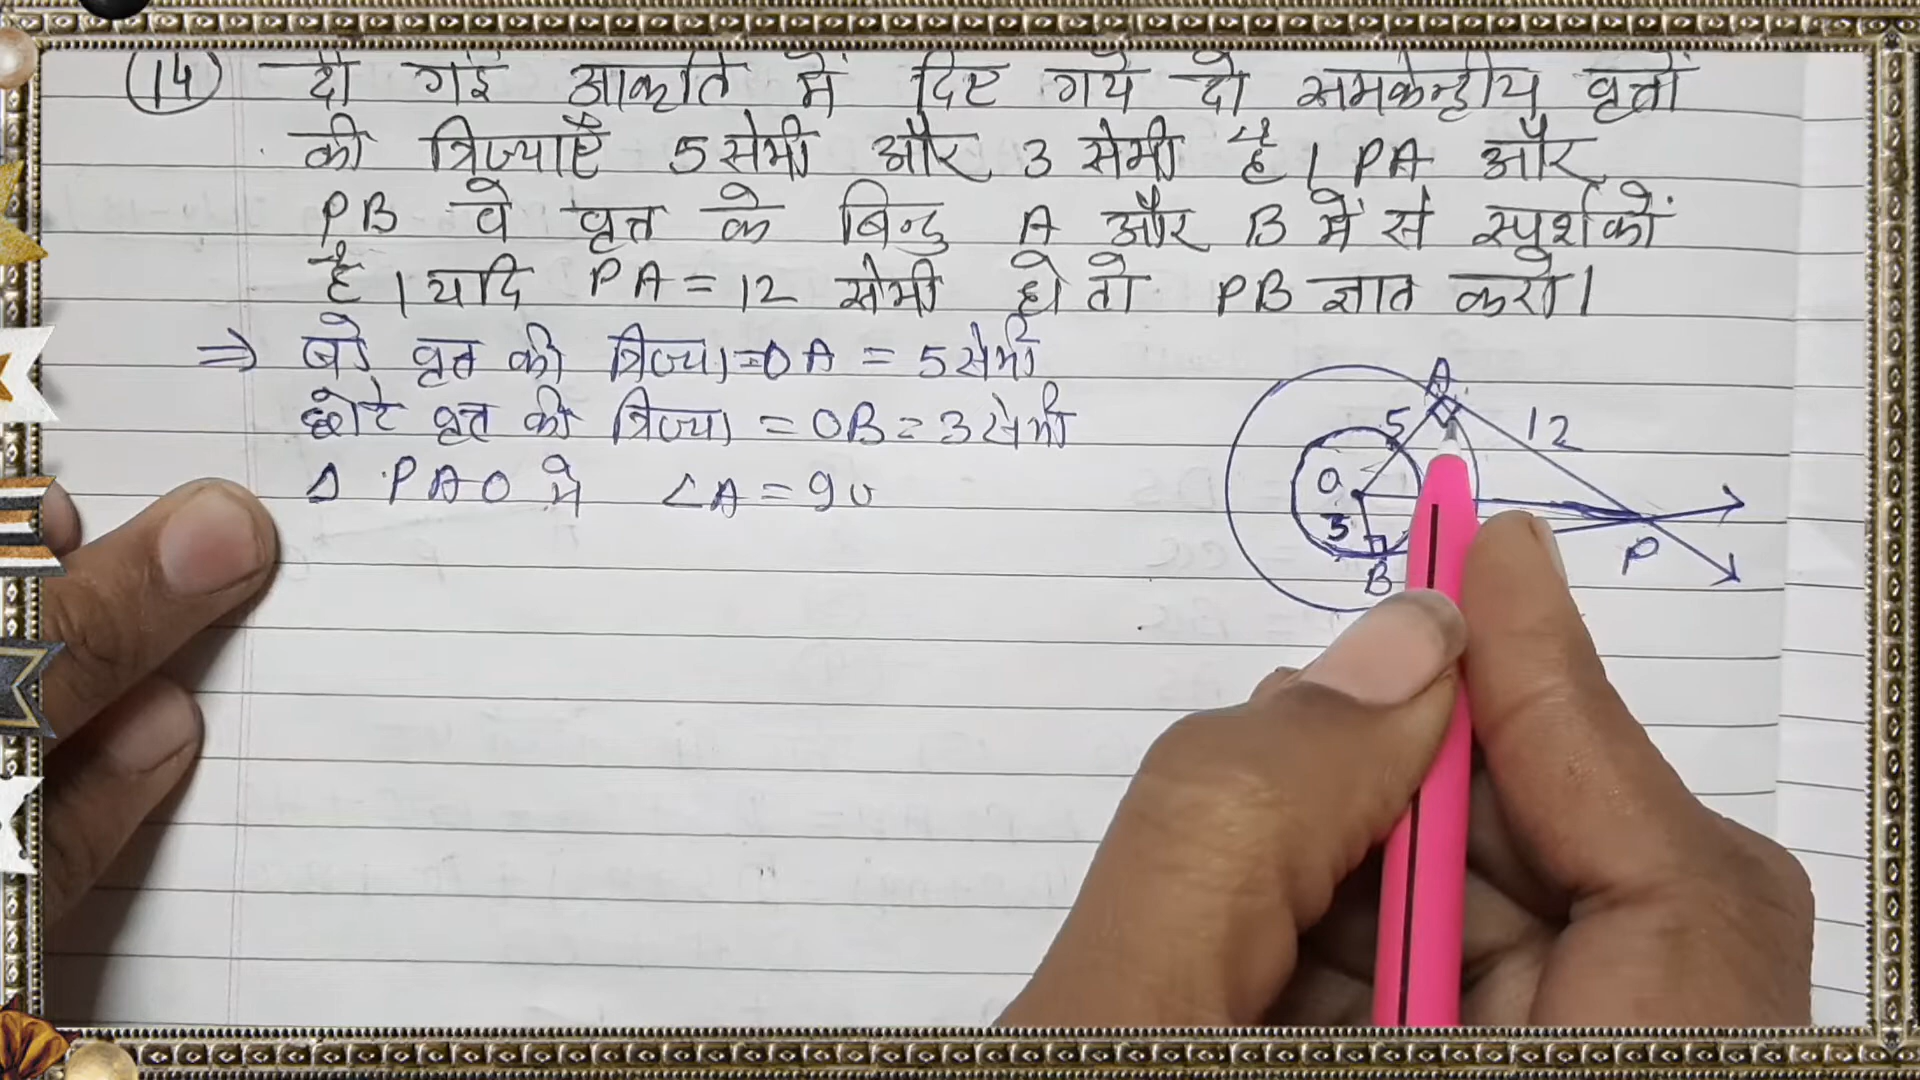 (14) दी गई आकृति में दिए गये दो समकेन्द्रीय वृत्तों
की त्रिज्याएँ 5 सेमी और 3 सेमी है । PA और
PB वे वृत्त के बिन्दु A और B में से स्पर्शकों
है । यदि PA = 12 सेमी हो तो PB ज्ञात करो ।
⇒ बडे वृत्त की त्रिज्या = OA = 5 सेमी
छोटे वृत्त की त्रिज्या = OB = 3 सेमी
Δ PAO मे ∠A = 90
A
5 12
O
3
P
B